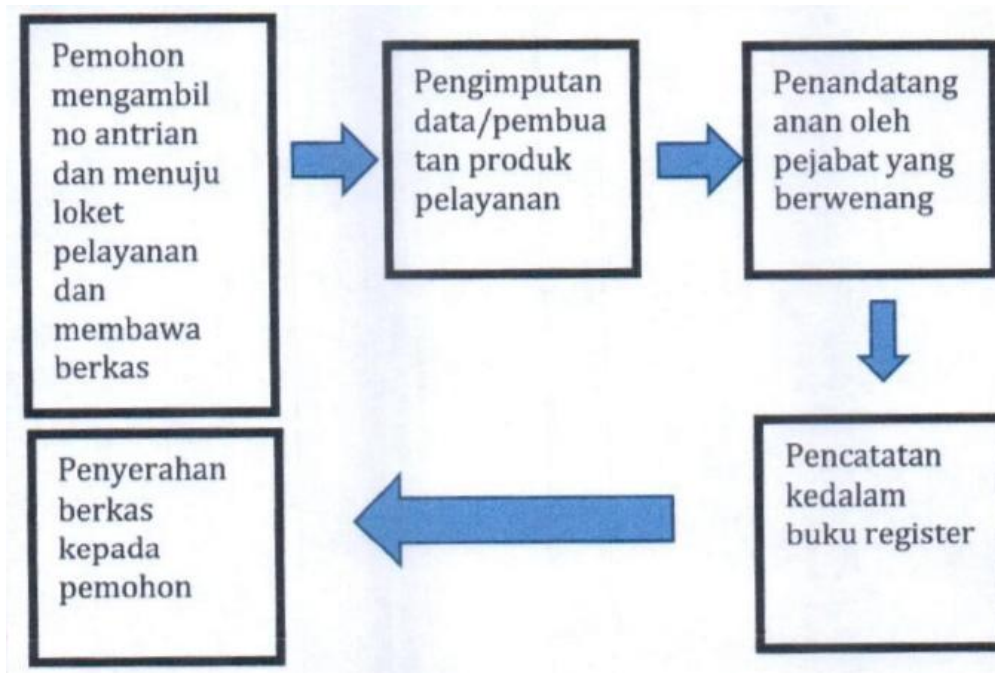 Pemohon
mengambil
no antrian
dan menuju
loket
pelayanan
dan
membawa
berkas
Pengimputan
data/pembua
tan produk
pelayanan
Penandatang
anan oleh
pejabat yang
berwenang
Pencatatan
kedalam
buku register
Penyerahan
berkas
kepada
pemohon